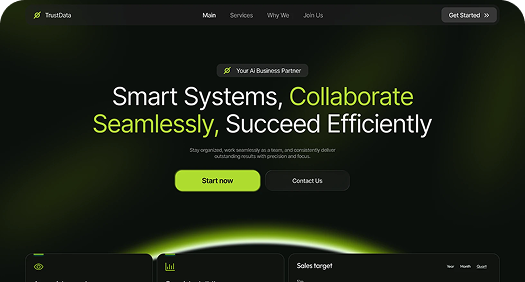 TrustData
Main Services Why We Join Us
Get Started
Your Ai Business Partner
Smart Systems, Collaborate
Seamlessly, Succeed Efficiently
Stay organized, work seamlessly as a team, and consistently deliver
outstanding results with precision and focus.
Start now
Contact Us
Sales target
Year Month Quart